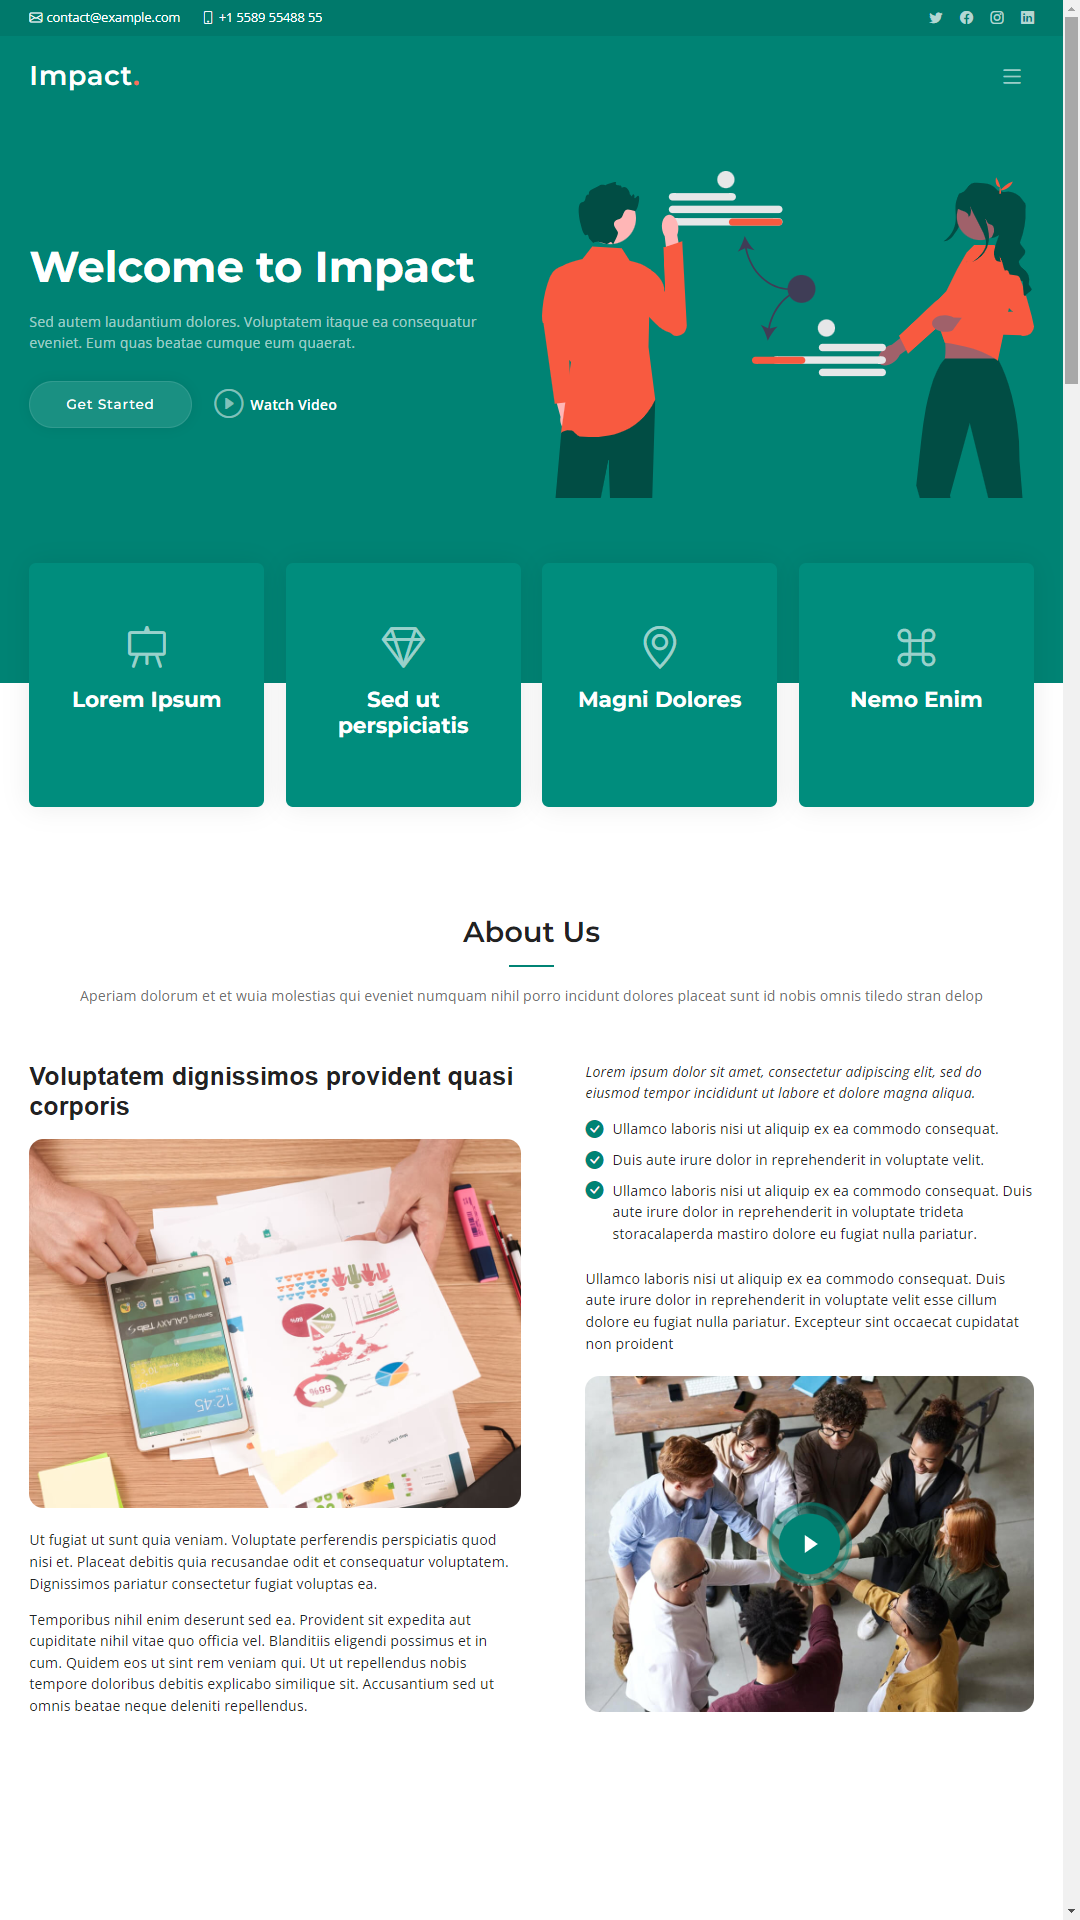 contact@example.com +1 5589 55488 55
Impact.
Welcome to Impact
Sed autem laudantium dolores. Voluptatem itaque ea consequatur
eveniet. Eum quas beatae cumque eum quaerat.
Get Started Watch Video
Lorem Ipsum
Sed ut
perspiciatis
Magni Dolores
Nemo Enim
About Us
Aperiam dolorum et et wuia molestias qui eveniet numquam nihil porro incidunt dolores placeat sunt id nobis omnis tiledo stran delop
Voluptatem dignissimos provident quasi
corporis
Samsung GALAXY Tab S
12:45
88%
14%
55%
Ut fugiat ut sunt quia veniam. Voluptate perferendis perspiciatis quod
nisi et. Placeat debitis quia recusandae odit et consequatur voluptatem.
Dignissimos pariatur consectetur fugiat voluptas ea.
Temporibus nihil enim deserunt sed ea. Provident sit expedita aut
cupiditate nihil vitae quo officia vel. Blanditiis eligendi possimus et in
cum. Quidem eos ut sint rem veniam qui. Ut ut repellendus nobis
tempore doloribus debitis explicabo similique sit. Accusantium sed ut
omnis beatae neque deleniti repellendus.
Lorem ipsum dolor sit amet, consectetur adipiscing elit, sed do
eiusmod tempor incididunt ut labore et dolore magna aliqua.
Ullamco laboris nisi ut aliquip ex ea commodo consequat.
Duis aute irure dolor in reprehenderit in voluptate velit.
Ullamco laboris nisi ut aliquip ex ea commodo consequat. Duis
aute irure dolor in reprehenderit in voluptate trideta
storacalaperda mastiro dolore eu fugiat nulla pariatur.
Ullamco laboris nisi ut aliquip ex ea commodo consequat. Duis
aute irure dolor in reprehenderit in voluptate velit esse cillum
dolore eu fugiat nulla pariatur. Excepteur sint occaecat cupidatat
non proident